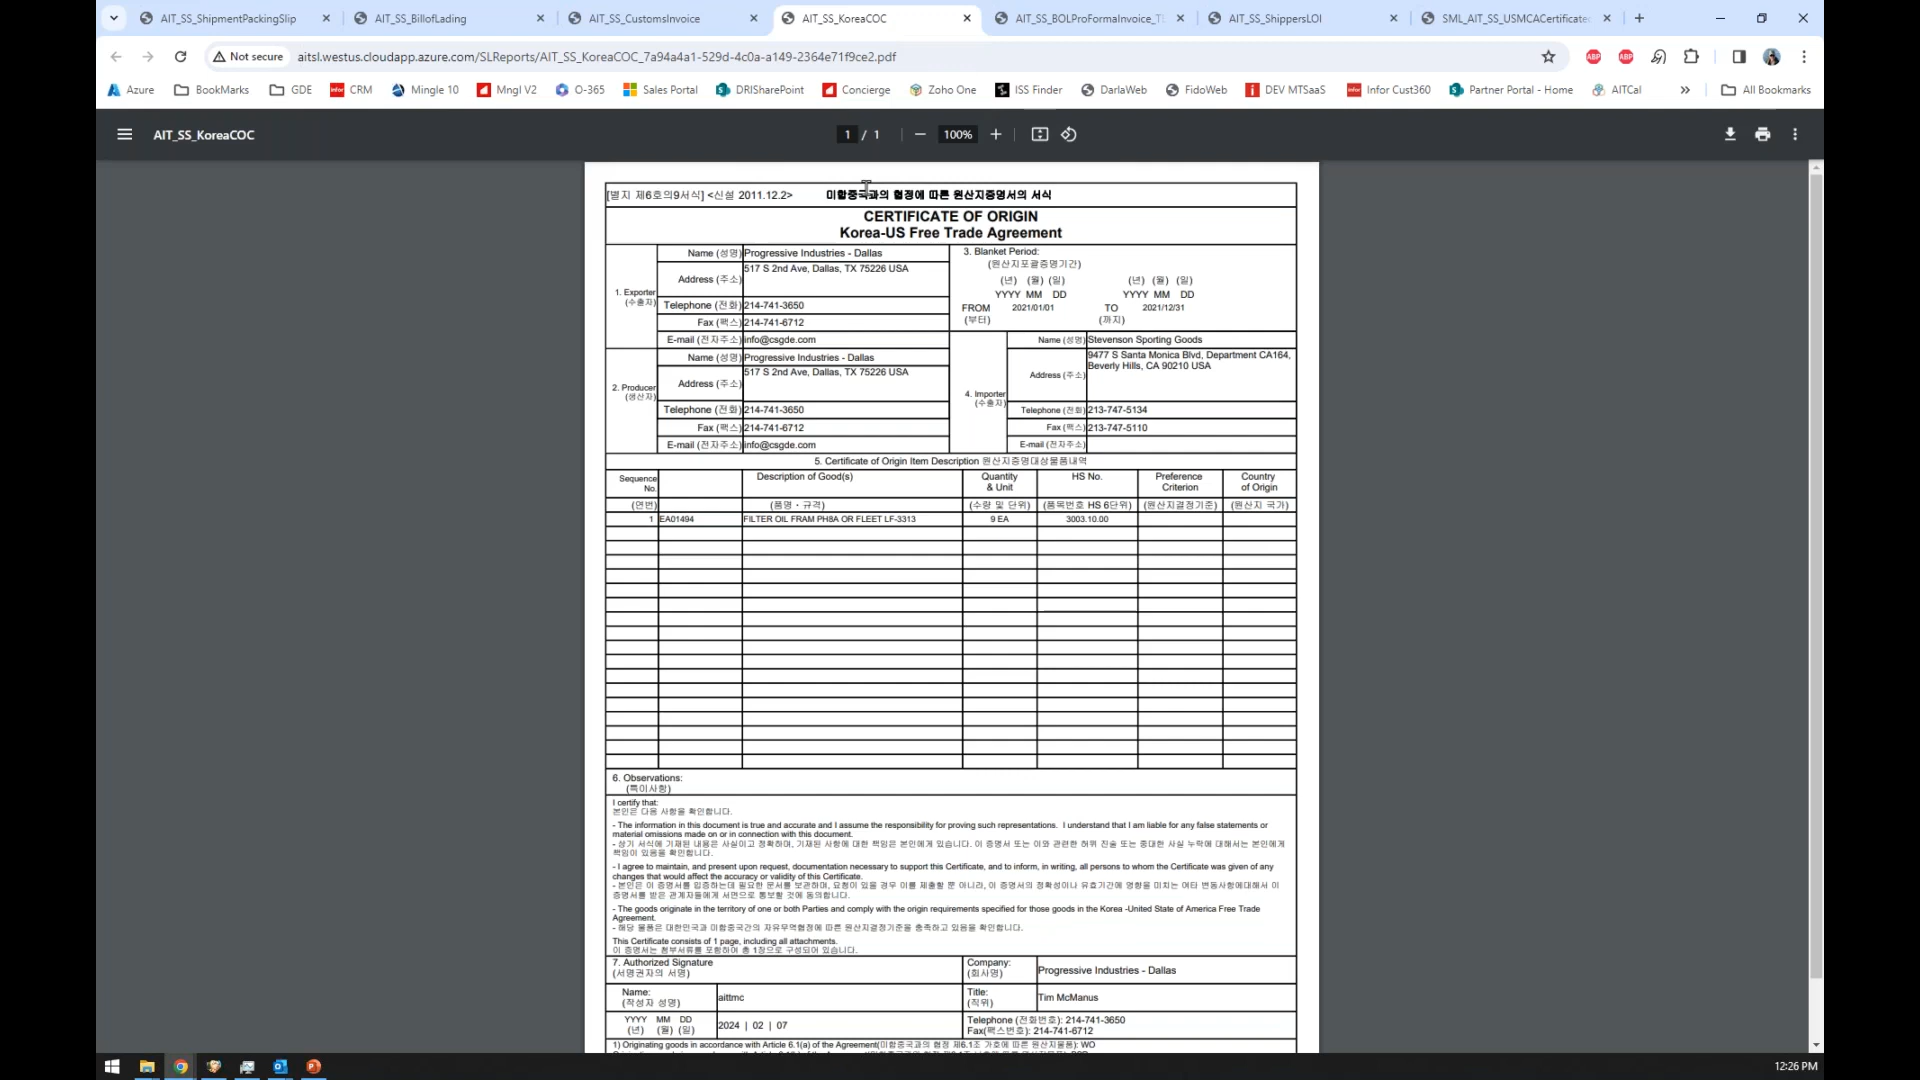 AIT_SS_ShipmentPackingSlip
AIT_SS_BillofLading
AIT_SS_CustomsInvoice
AIT_SS_KoreaCOC
AIT_SS_BOLProFormaInvoice_T
AIT_SS_ShippersLOI
SML_AIT_SS_USMCACertificate
Not secure
aitsl.westus.cloudapp.azure.com/SLReports/AIT_SS_KoreaCOC_7a94a4a1-529d-4c0a-a149-2364e71f9ce2.pdf
ABP
ABP
Azure
BookMarks
GDE
infor CRM
Mingle 10
Mngl V2
O-365
Sales Portal
DRISharePoint
Concierge
Zoho One
ISS Finder
DarlaWeb
FidoWeb
DEV MTSaaS
infor Infor Cust360
Partner Portal - Home
AITCal
»
All Bookmarks
AIT_SS_KoreaCOC
1 / 1
100%
[별지 제6호의9서식] <신설 2011.12.2> 미합중국과의 협정에 따른 원산지증명서의 서식
CERTIFICATE OF ORIGIN
Korea-US Free Trade Agreement
1. Exporter
(수출자)
Name (성명) Progressive Industries - Dallas
Address (주소) 517 S 2nd Ave, Dallas, TX 75226 USA
Telephone (전화) 214-741-3650
Fax (팩스) 214-741-6712
E-mail (전자주소) info@csgde.com
3. Blanket Period:
(원산지포괄증명기간)
(년) (월) (일) (년) (월) (일)
YYYY MM DD YYYY MM DD
FROM 2021/01/01 TO 2021/12/31
(부터) (까지)
2. Producer
(생산자)
Name (성명) Progressive Industries - Dallas
Address (주소) 517 S 2nd Ave, Dallas, TX 75226 USA
Telephone (전화) 214-741-3650
Fax (팩스) 214-741-6712
E-mail (전자주소) info@csgde.com
4. Importer
(수출자)
Name (성명) Stevenson Sporting Goods
Address (주소) 9477 S Santa Monica Blvd, Department CA164,
Beverly Hills, CA 90210 USA
Telephone (전화) 213-747-5134
Fax (팩스) 213-747-5110
E-mail (전자주소)
5. Certificate of Origin Item Description 원산지증명대상물품내역
Sequence No. Description of Good(s) Quantity & Unit HS No. Preference Criterion Country of Origin
(연번) (품명・규격) (수량 및 단위) (품목번호 HS 6단위) (원산지결정기준) (원산지 국가)
1 EA01494 FILTER OIL FRAM PH8A OR FLEET LF-3313 9 EA 3003.10.00
6. Observations:
(특이사항)
I certify that:
본인은 다음 사항을 확인합니다.
- The information in this document is true and accurate and I assume the responsibility for proving such representations. I understand that I am liable for any false statements or
material omissions made on or in connection with this document.
- 상기 서식에 기재된 내용은 사실이고 정확하며, 기재된 사항에 대한 책임은 본인에게 있습니다. 이 증명서 또는 이와 관련한 허위 진술 또는 중대한 사실 누락에 대해서는 본인에게
책임이 있음을 확인합니다.
- I agree to maintain, and present upon request, documentation necessary to support this Certificate, and to inform, in writing, all persons to whom the Certificate was given of any
changes that would affect the accuracy or validity of this Certificate.
- 본인은 이 증명서를 입증하는데 필요한 문서를 보관하며, 요청이 있을 경우 이를 제출할 뿐 아니라, 이 증명서의 정확성이나 유효기간에 영향을 미치는 여타 변동사항에대해서 이
증명서를 받은 관계자들에게 서면으로 통보할 것에 동의합니다.
- The goods originate in the territory of one or both Parties and comply with the origin requirements specified for those goods in the Korea -United State of America Free Trade
Agreement.
- 해당 물품은 대한민국과 미합중국간의 자유무역협정에 따른 원산지결정기준을 충족하고 있음을 확인합니다.
This Certificate consists of 1 page, including all attachments.
이 증명서는 첨부서류를 포함하여 총 1장으로 구성되어 있습니다.
7. Authorized Signature
(서명권자의 서명)
Company:
(회사명)
Progressive Industries - Dallas
Name:
(작성자 성명)
aittmc
Title:
(직위)
Tim McManus
YYYY MM DD
(년) (월) (일)
2024 | 02 | 07
Telephone (전화번호): 214-741-3650
Fax(팩스번호): 214-741-6712
1) Originating goods in accordance with Article 6.1(a) of the Agreement(미합중국과의 협정 제6.1조 가호에 따른 원산지물품): WO
12:26 PM